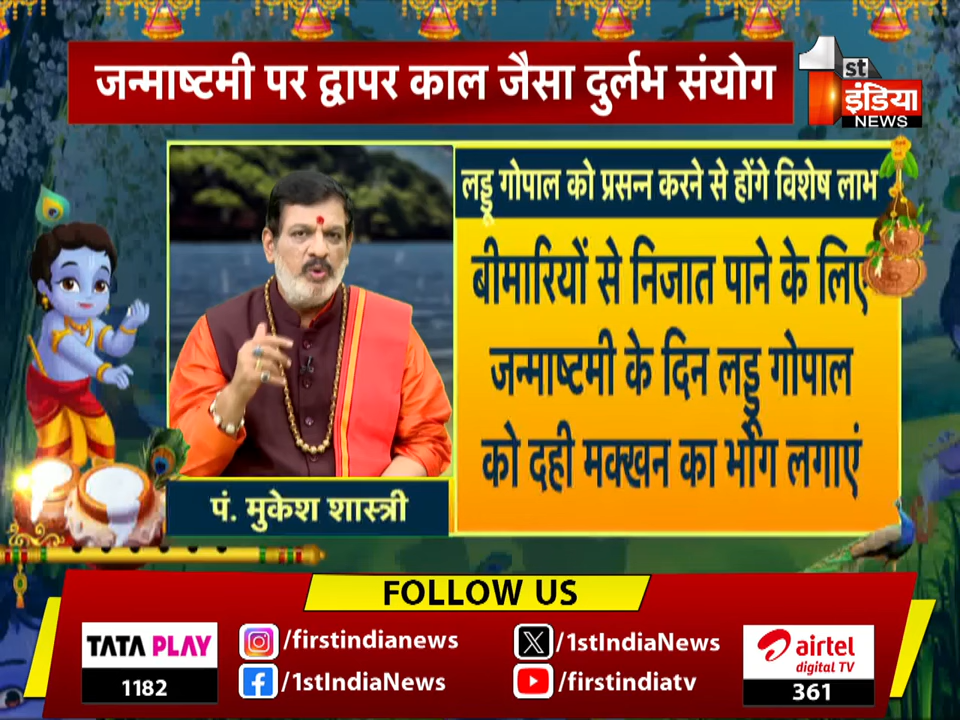 जन्माष्टमी पर द्वापर काल जैसा दुर्लभ संयोग
1st
इंडिया
NEWS
लड्डू गोपाल को प्रसन्न करने से होंगे विशेष लाभ
बीमारियों से निजात पाने के लिए
जन्माष्टमी के दिन लड्डू गोपाल
को दही मक्खन का भोग लगाएं
पं. मुकेश शास्त्री
FOLLOW US
TATA PLAY
1182
/firstindianews
/1stIndiaNews
/1stIndiaNews
/firstindiatv
airtel
digital TV
361